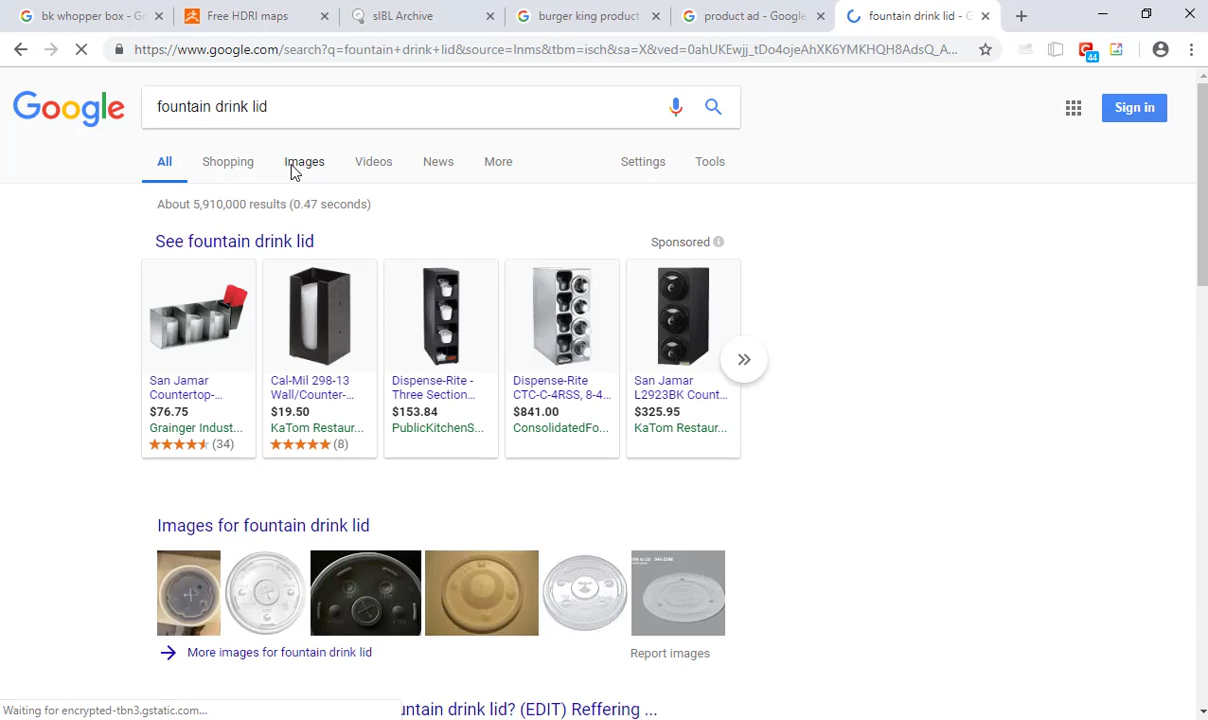 bk whopper box - Go
Free HDRI maps
sIBL Archive
burger king product
product ad - Google
fountain drink lid - G
https://www.google.com/search?q=fountain+drink+lid&source=lnms&tbm=isch&sa=X&ved=0ahUKEwjj_tDo4ojeAhXK6YMKHQH8AdsQ_A...
44
Google
fountain drink lid
Sign in
All
Shopping
Images
Videos
News
More
Settings
Tools
About 5,910,000 results (0.47 seconds)
See fountain drink lid
Sponsored
San Jamar
Countertop-...
$76.75
Grainger Indust...
(34)
Cal-Mil 298-13
Wall/Counter-...
$19.50
KaTom Restaur...
(8)
Dispense-Rite -
Three Section...
$153.84
PublicKitchenS...
Dispense-Rite
CTC-C-4RSS, 8-4...
$841.00
ConsolidatedFo...
San Jamar
L2923BK Count...
$325.95
KaTom Restaur...
Images for fountain drink lid
More images for fountain drink lid
Report images
Waiting for encrypted-tbn3.gstatic.com...
untain drink lid? (EDIT) Reffering ...